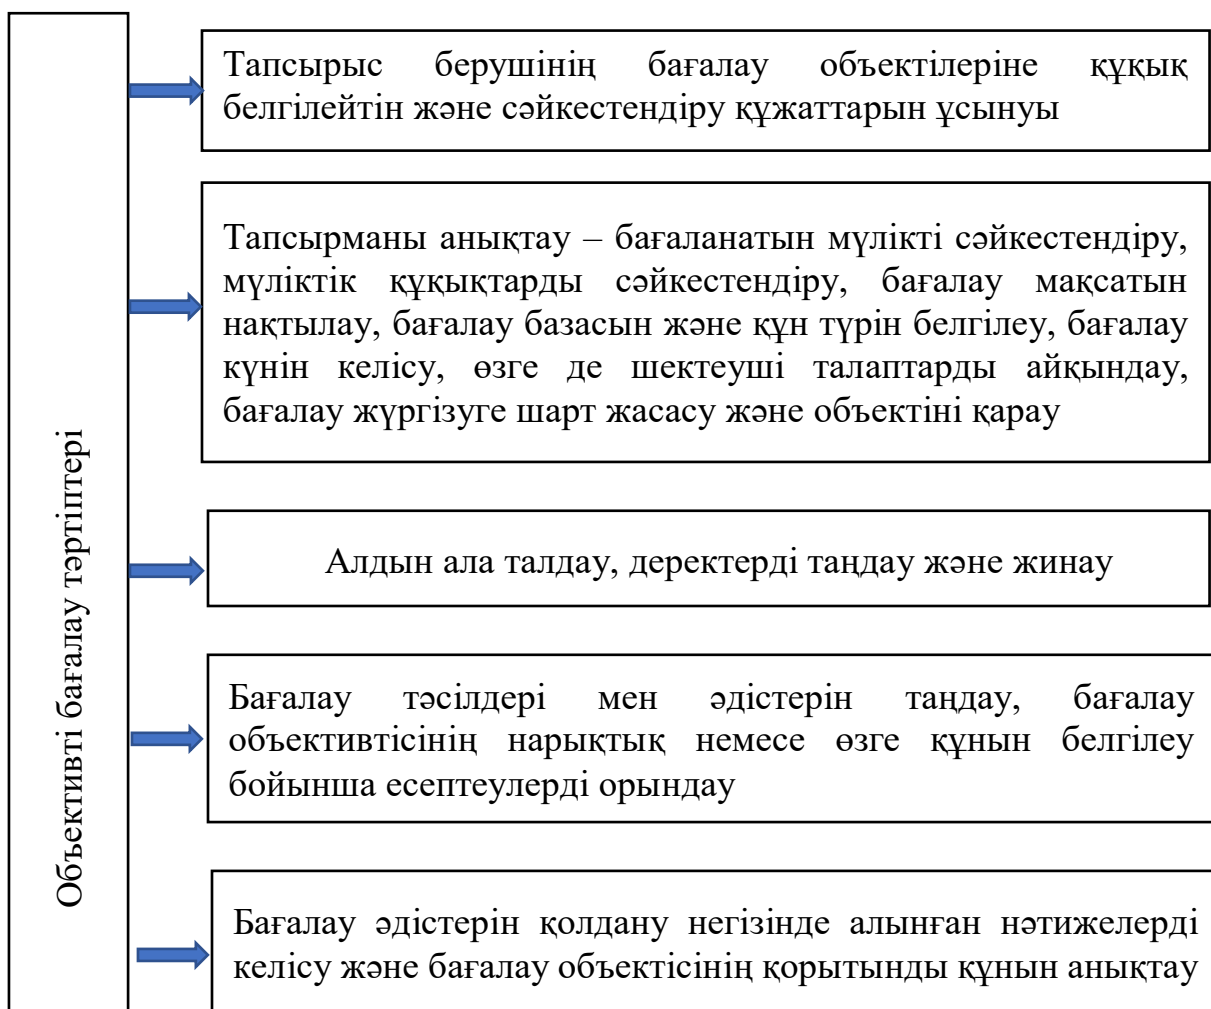 Объективті бағалау тәртіптері
Тапсырыс берушінің бағалау объектілеріне құқық
белгілейтін және сәйкестендіру құжаттарын ұсынуы
Тапсырманы анықтау – бағаланатын мүлікті сәйкестендіру,
мүліктік құқықтарды сәйкестендіру, бағалау мақсатын
нақтылау, бағалау базасын және құн түрін белгілеу, бағалау
күнін келісу, өзге де шектеуші талаптарды айқындау,
бағалау жүргізуге шарт жасасу және объектіні қарау
Алдын ала талдау, деректерді таңдау және жинау
Бағалау тәсілдері мен әдістерін таңдау, бағалау
объективтісінің нарықтық немесе өзге құнын белгілеу
бойынша есептеулерді орындау
Бағалау әдістерін қолдану негізінде алынған нәтижелерді
келісу және бағалау объектісінің қорытынды құнын анықтау